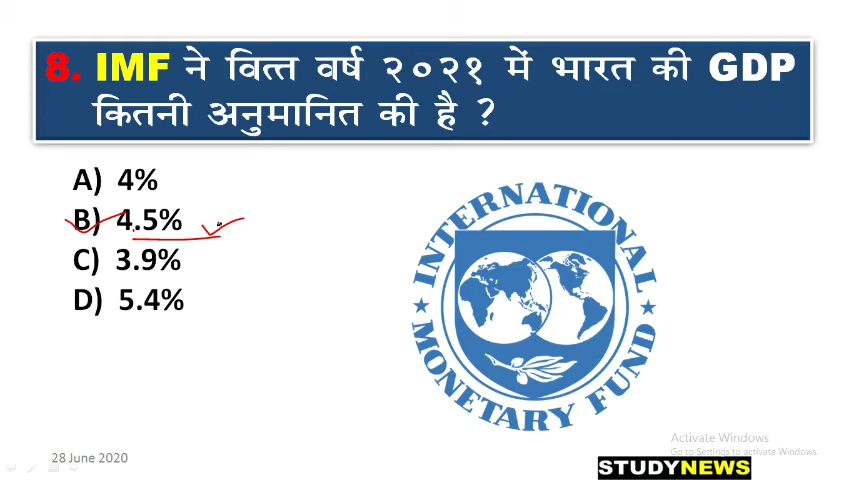 8. IMF ने वित्त वर्ष २०२१ में भारत की GDP
कितनी अनुमानित की है ?
A) 4%
B) 4.5%
C) 3.9%
D) 5.4%
INTERNATIONAL
MONETARY FUND
28 June 2020
Activate Windows
Go to Settings to activate Windows.
STUDYNEWS